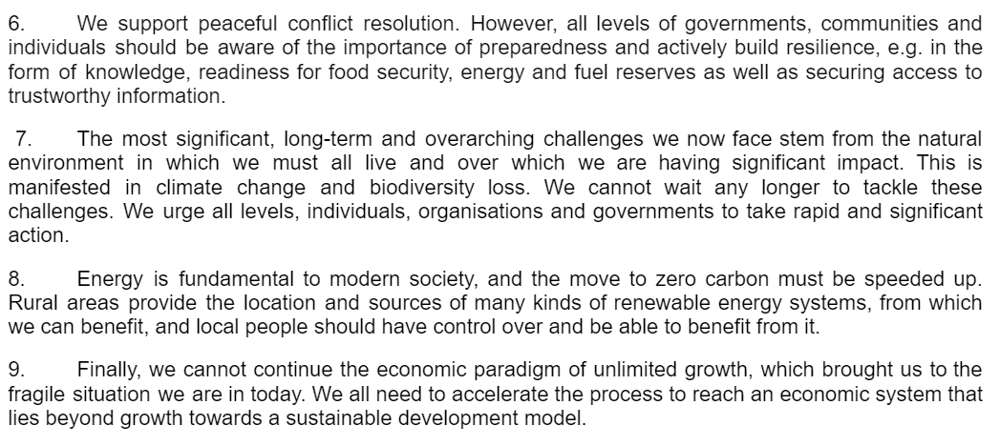 6. We support peaceful conflict resolution. However, all levels of governments, communities and
individuals should be aware of the importance of preparedness and actively build resilience, e.g. in the
form of knowledge, readiness for food security, energy and fuel reserves as well as securing access to
trustworthy information.
7. The most significant, long-term and overarching challenges we now face stem from the natural
environment in which we must all live and over which we are having significant impact. This is
manifested in climate change and biodiversity loss. We cannot wait any longer to tackle these
challenges. We urge all levels, individuals, organisations and governments to take rapid and significant
action.
8. Energy is fundamental to modern society, and the move to zero carbon must be speeded up.
Rural areas provide the location and sources of many kinds of renewable energy systems, from which
we can benefit, and local people should have control over and be able to benefit from it.
9. Finally, we cannot continue the economic paradigm of unlimited growth, which brought us to the
fragile situation we are in today. We all need to accelerate the process to reach an economic system that
lies beyond growth towards a sustainable development model.